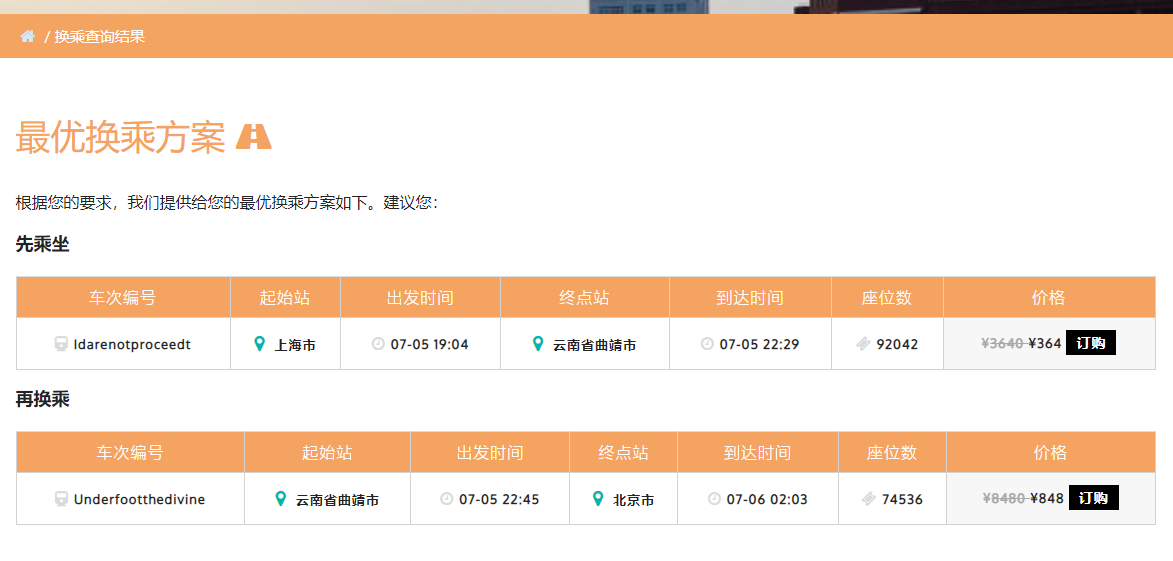 / 换乘查询结果
最优换乘方案
根据您的要求，我们提供给您的最优换乘方案如下。建议您：
先乘坐
车次编号 起始站 出发时间 终点站 到达时间 座位数 价格
Idarenotproceedt 上海市 07-05 19:04 云南省曲靖市 07-05 22:29 92042 ¥3640 ¥364 订购
再换乘
车次编号 起始站 出发时间 终点站 到达时间 座位数 价格
Underfootthedivine 云南省曲靖市 07-05 22:45 北京市 07-06 02:03 74536 ¥8480 ¥848 订购